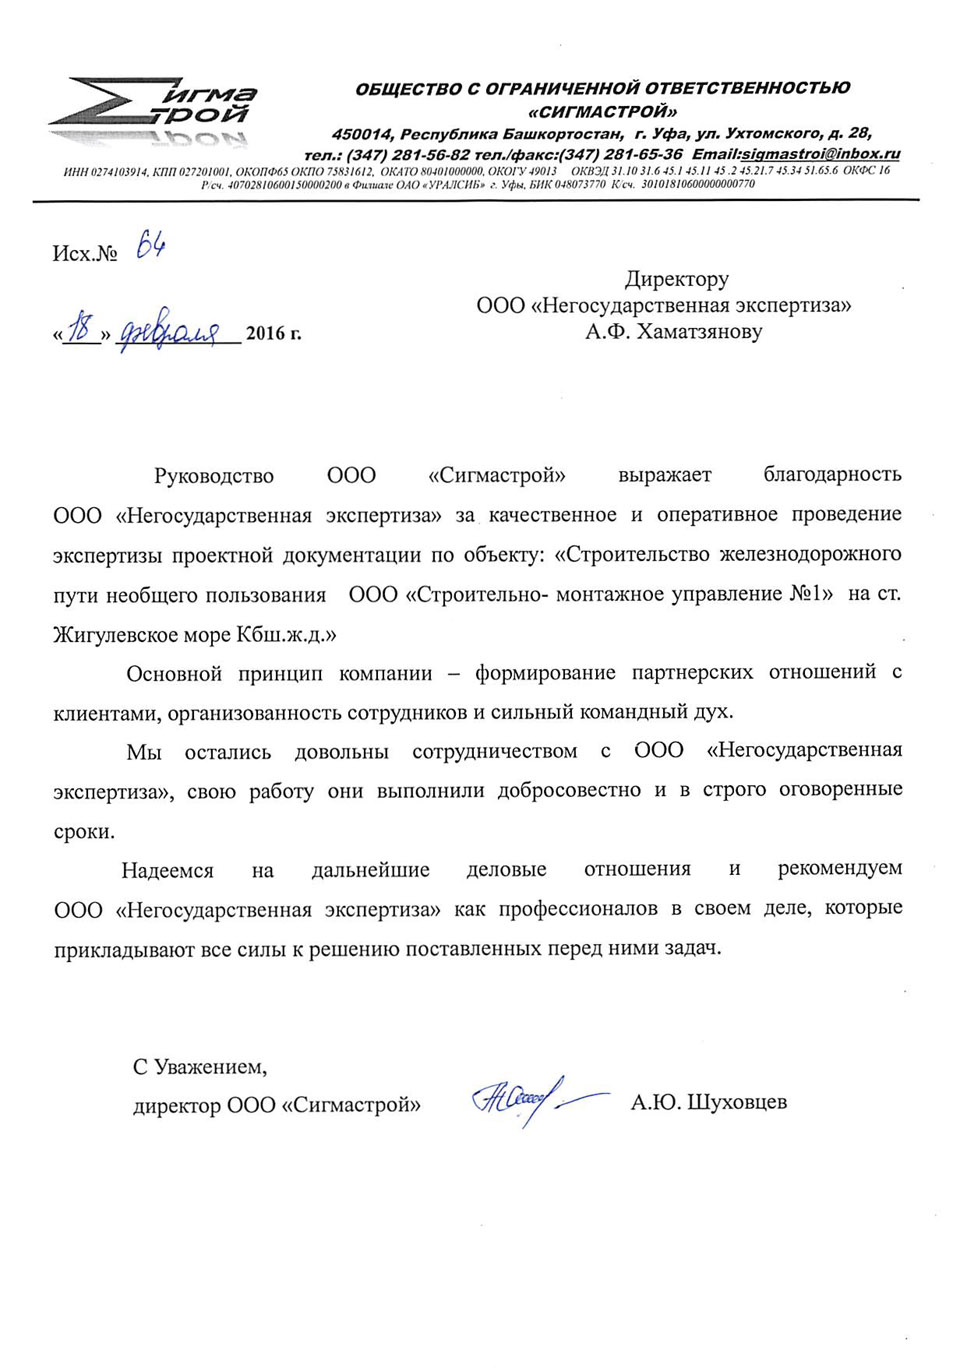 Сигма
Строй
ОБЩЕСТВО С ОГРАНИЧЕННОЙ ОТВЕТСТВЕННОСТЬЮ
«СИГМАСТРОЙ»
450014, Республика Башкортостан, г. Уфа, ул. Ухтомского, д. 28,
тел.: (347) 281-56-82 тел./факс:(347) 281-65-36 Email:sigmastroi@inbox.ru
ИНН 0274103914, КПП 027201001, ОКОПФ65 ОКПО 75831612, ОКАТО 80401000000, ОКОГУ 49013 ОКВЭД 31.10 31.6 45.1 45.11 45 .2 45.21.7 45.34 51.65.6 ОКФС 16
Р/сч. 40702810600150000200 в Филиале ОАО «УРАЛСИБ» г. Уфы, БИК 048073770 К/сч. 30101810600000000770
Исх.№ 64
Директору
ООО «Негосударственная экспертиза»
А.Ф. Хаматзянову
«18» февраля 2016 г.
Руководство ООО «Сигмастрой» выражает благодарность
ООО «Негосударственная экспертиза» за качественное и оперативное проведение
экспертизы проектной документации по объекту: «Строительство железнодорожного
пути необщего пользования ООО «Строительно- монтажное управление №1» на ст.
Жигулевское море Кбш.ж.д.»
Основной принцип компании – формирование партнерских отношений с
клиентами, организованность сотрудников и сильный командный дух.
Мы остались довольны сотрудничеством с ООО «Негосударственная
экспертиза», свою работу они выполнили добросовестно и в строго оговоренные
сроки.
Надеемся на дальнейшие деловые отношения и рекомендуем
ООО «Негосударственная экспертиза» как профессионалов в своем деле, которые
прикладывают все силы к решению поставленных перед ними задач.
С Уважением,
директор ООО «Сигмастрой» А.Ю. Шуховцев